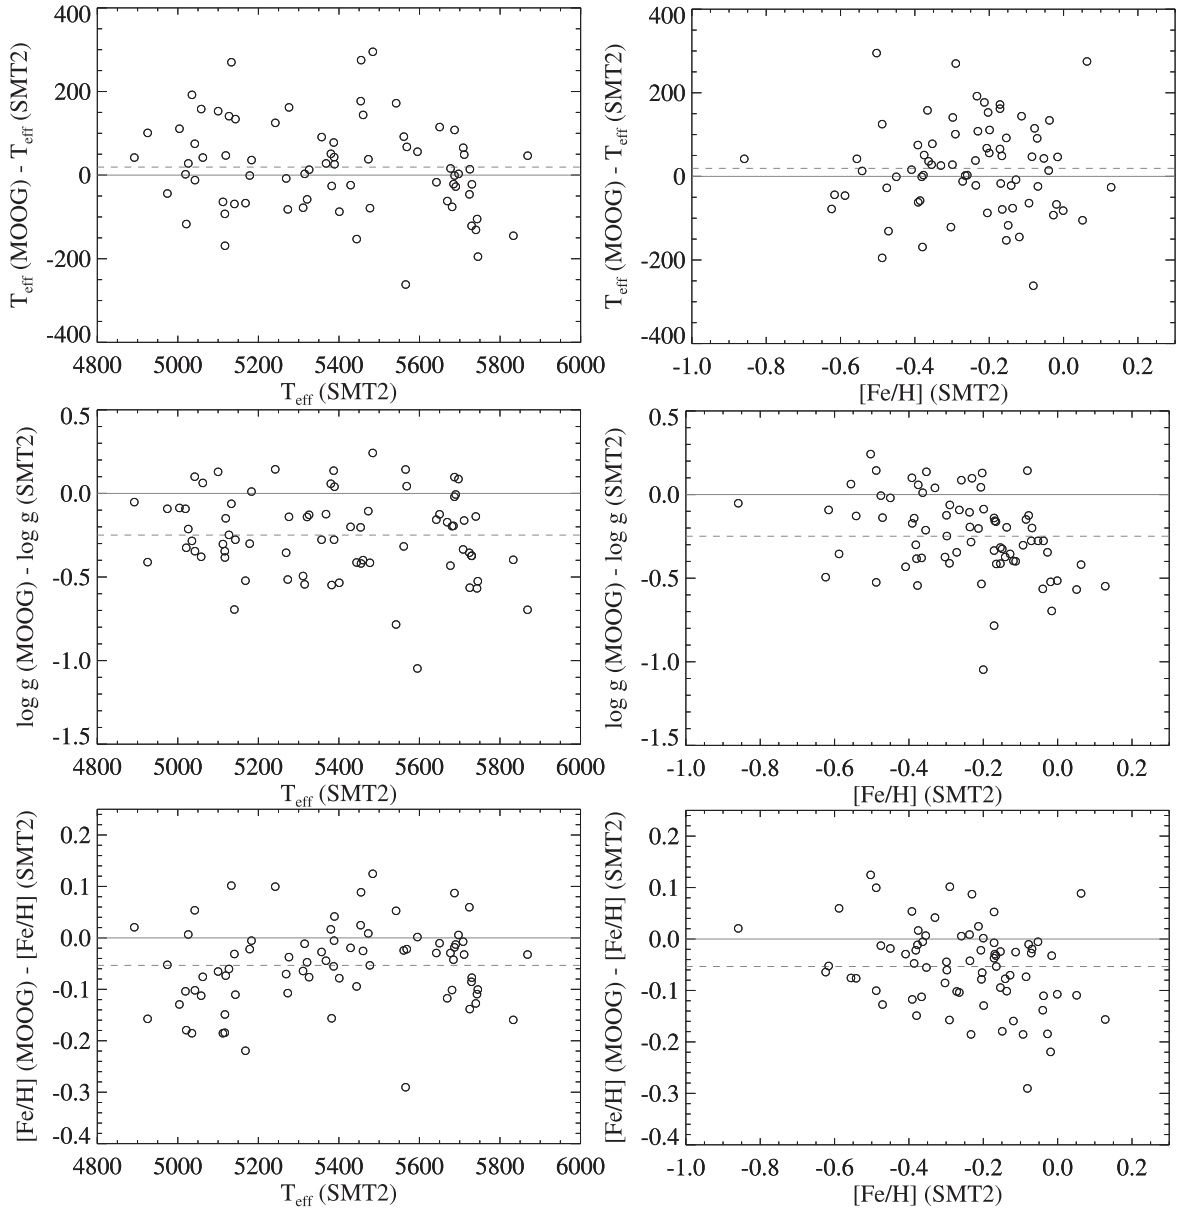 400
200
0
-200
-400
T_eff (MOOG) - T_eff (SMT2)
4800 5000 5200 5400 5600 5800 6000
T_eff (SMT2)
400
200
0
-200
-400
T_eff (MOOG) - T_eff (SMT2)
-1.0 -0.8 -0.6 -0.4 -0.2 0.0 0.2
[Fe/H] (SMT2)
0.5
0.0
-0.5
-1.0
-1.5
log g (MOOG) - log g (SMT2)
4800 5000 5200 5400 5600 5800 6000
T_eff (SMT2)
0.5
0.0
-0.5
-1.0
-1.5
log g (MOOG) - log g (SMT2)
-1.0 -0.8 -0.6 -0.4 -0.2 0.0 0.2
[Fe/H] (SMT2)
0.2
0.1
0.0
-0.1
-0.2
-0.3
-0.4
[Fe/H] (MOOG) - [Fe/H] (SMT2)
4800 5000 5200 5400 5600 5800 6000
T_eff (SMT2)
0.2
0.1
0.0
-0.1
-0.2
-0.3
-0.4
[Fe/H] (MOOG) - [Fe/H] (SMT2)
-1.0 -0.8 -0.6 -0.4 -0.2 0.0 0.2
[Fe/H] (SMT2)